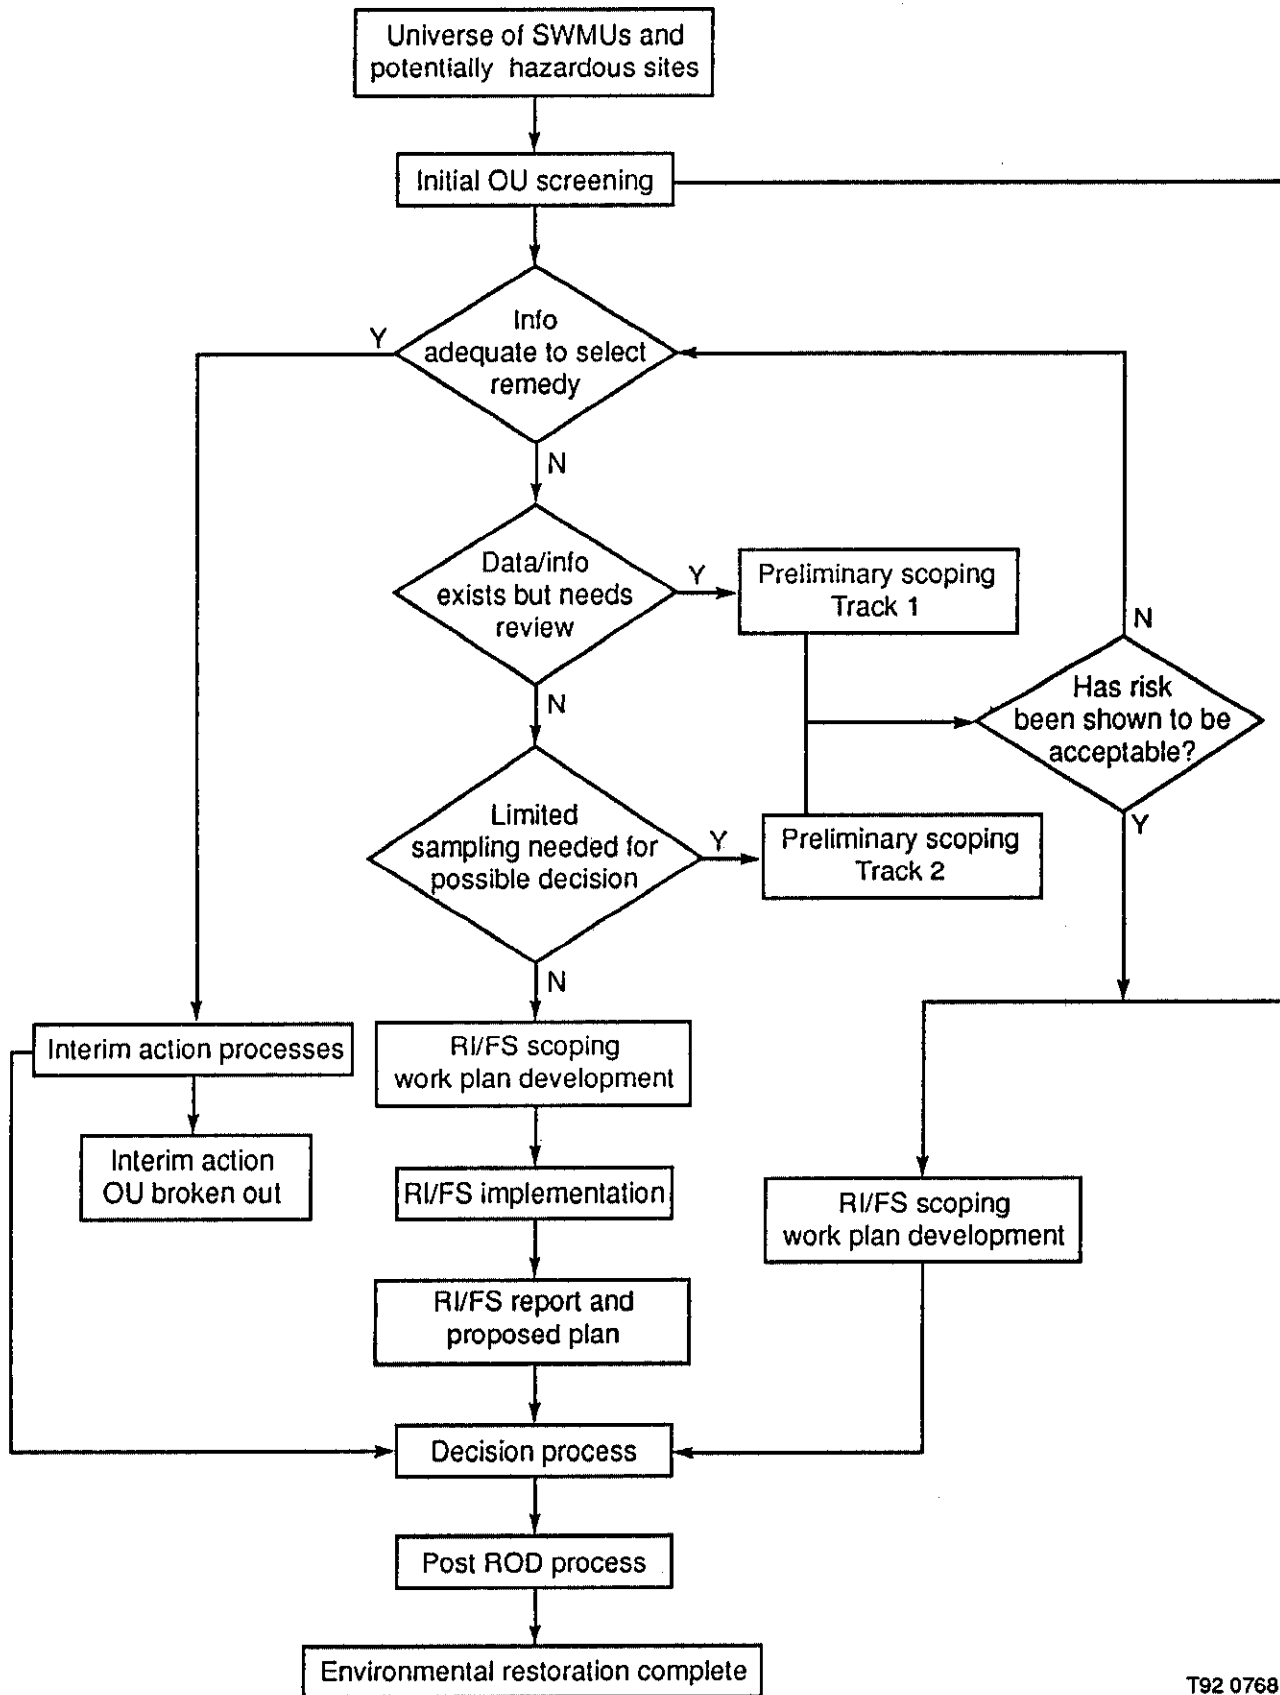 Universe of SWMUs and
potentially hazardous sites
Initial OU screening
Y
Info
adequate to select
remedy
N
Data/info
exists but needs
review
Y
Preliminary scoping
Track 1
N
N
Has risk
been shown to be
acceptable?
Y
Limited
sampling needed for
possible decision
Y
Preliminary scoping
Track 2
N
Interim action processes
RI/FS scoping
work plan development
Interim action
OU broken out
RI/FS implementation
RI/FS scoping
work plan development
RI/FS report and
proposed plan
Decision process
Post ROD process
Environmental restoration complete
T92 0768